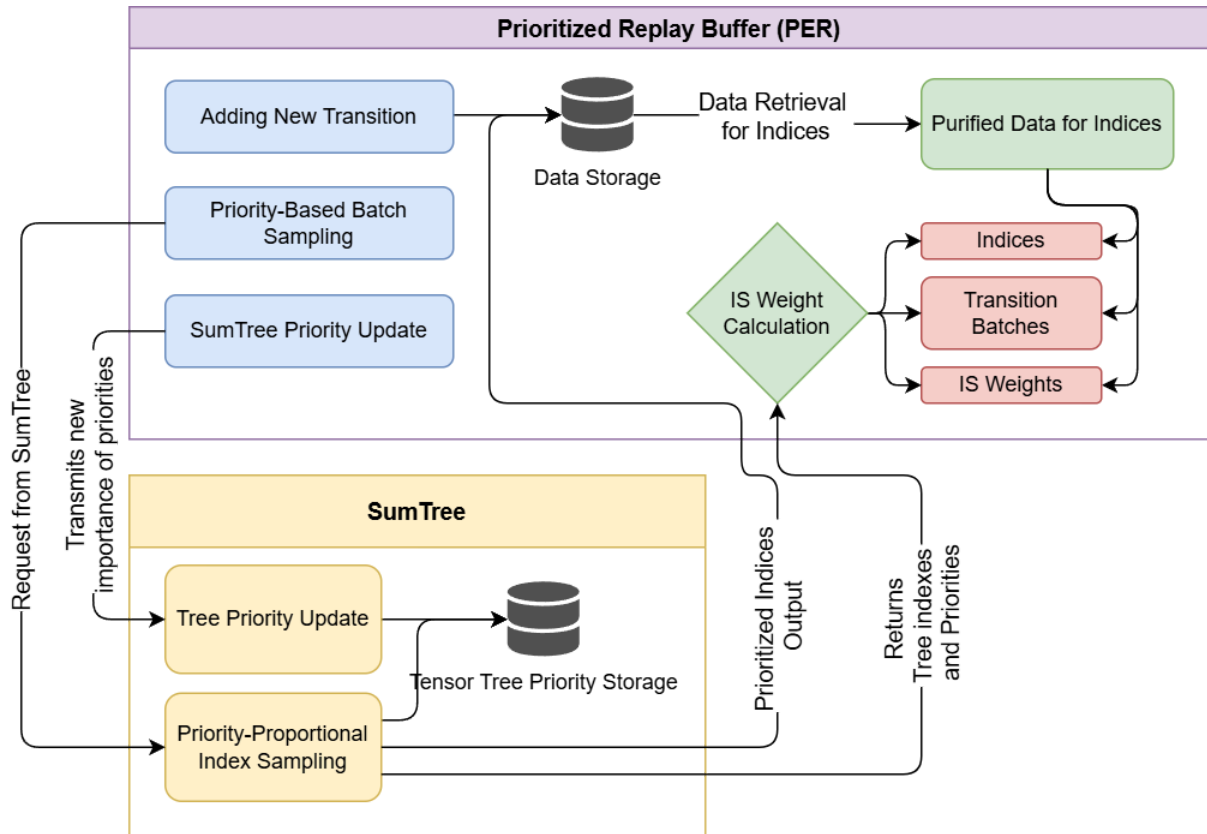 Prioritized Replay Buffer (PER)
Adding New Transition
Data Storage
Data Retrieval
for Indices
Purified Data for Indices
Priority-Based Batch
Sampling
SumTree Priority Update
IS Weight
Calculation
Indices
Transition
Batches
IS Weights
Request from SumTree
Transmits new
importance of priorities
SumTree
Tree Priority Update
Tensor Tree Priority Storage
Priority-Proportional
Index Sampling
Prioritized Indices
Output
Returns
Tree indexes
and Priorities